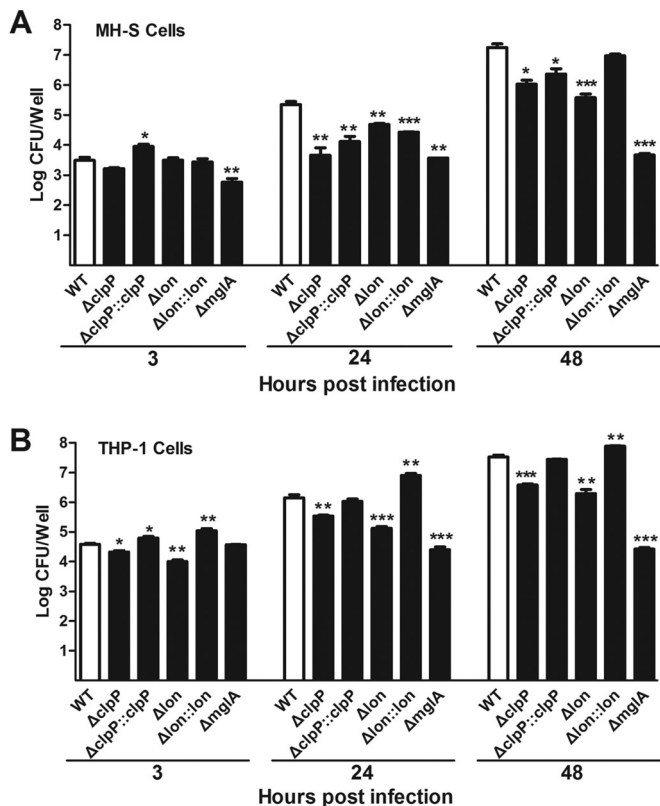 A
MH-S Cells
Log CFU/Well
7
6
5
4
3
2
1
*
**
**
**
**
***
**
*
*
***
***
WT
ΔclpP
ΔclpP::clpP
Δlon
Δlon::lon
ΔmglA
WT
ΔclpP
ΔclpP::clpP
Δlon
Δlon::lon
ΔmglA
WT
ΔclpP
ΔclpP::clpP
Δlon
Δlon::lon
ΔmglA
3
24
48
Hours post infection
B
THP-1 Cells
Log CFU/Well
8
7
6
5
4
3
2
1
*
*
**
**
**
***
**
***
***
**
**
***
WT
ΔclpP
ΔclpP::clpP
Δlon
Δlon::lon
ΔmglA
WT
ΔclpP
ΔclpP::clpP
Δlon
Δlon::lon
ΔmglA
WT
ΔclpP
ΔclpP::clpP
Δlon
Δlon::lon
ΔmglA
3
24
48
Hours post infection